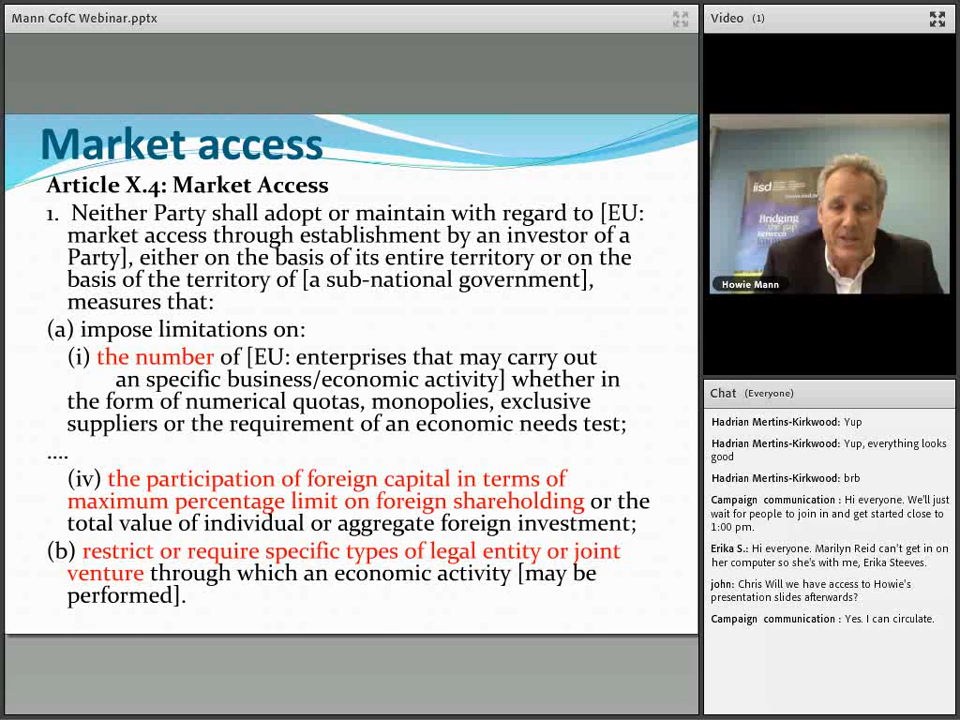 Mann CofC Webinar.pptx
Market access
Article X.4: Market Access
1. Neither Party shall adopt or maintain with regard to [EU:
market access through establishment by an investor of a
Party], either on the basis of its entire territory or on the
basis of the territory of [a sub-national government],
measures that:
(a) impose limitations on:
(i) the number of [EU: enterprises that may carry out
an specific business/economic activity] whether in
the form of numerical quotas, monopolies, exclusive
suppliers or the requirement of an economic needs test;
....
(iv) the participation of foreign capital in terms of
maximum percentage limit on foreign shareholding or the
total value of individual or aggregate foreign investment;
(b) restrict or require specific types of legal entity or joint
venture through which an economic activity [may be
performed].
Video (1)
iisd
Bridging
the gap
between
Howie Mann
Chat (Everyone)
Hadrian Mertins-Kirkwood: Yup
Hadrian Mertins-Kirkwood: Yup, everything looks
good
Hadrian Mertins-Kirkwood: brb
Campaign communication : Hi everyone. We'll just
wait for people to join in and get started close to
1:00 pm.
Erika S.: Hi everyone. Marilyn Reid can't get in on
her computer so she's with me, Erika Steeves.
john: Chris Will we have access to Howie's
presentation slides afterwards?
Campaign communication : Yes. I can circulate.